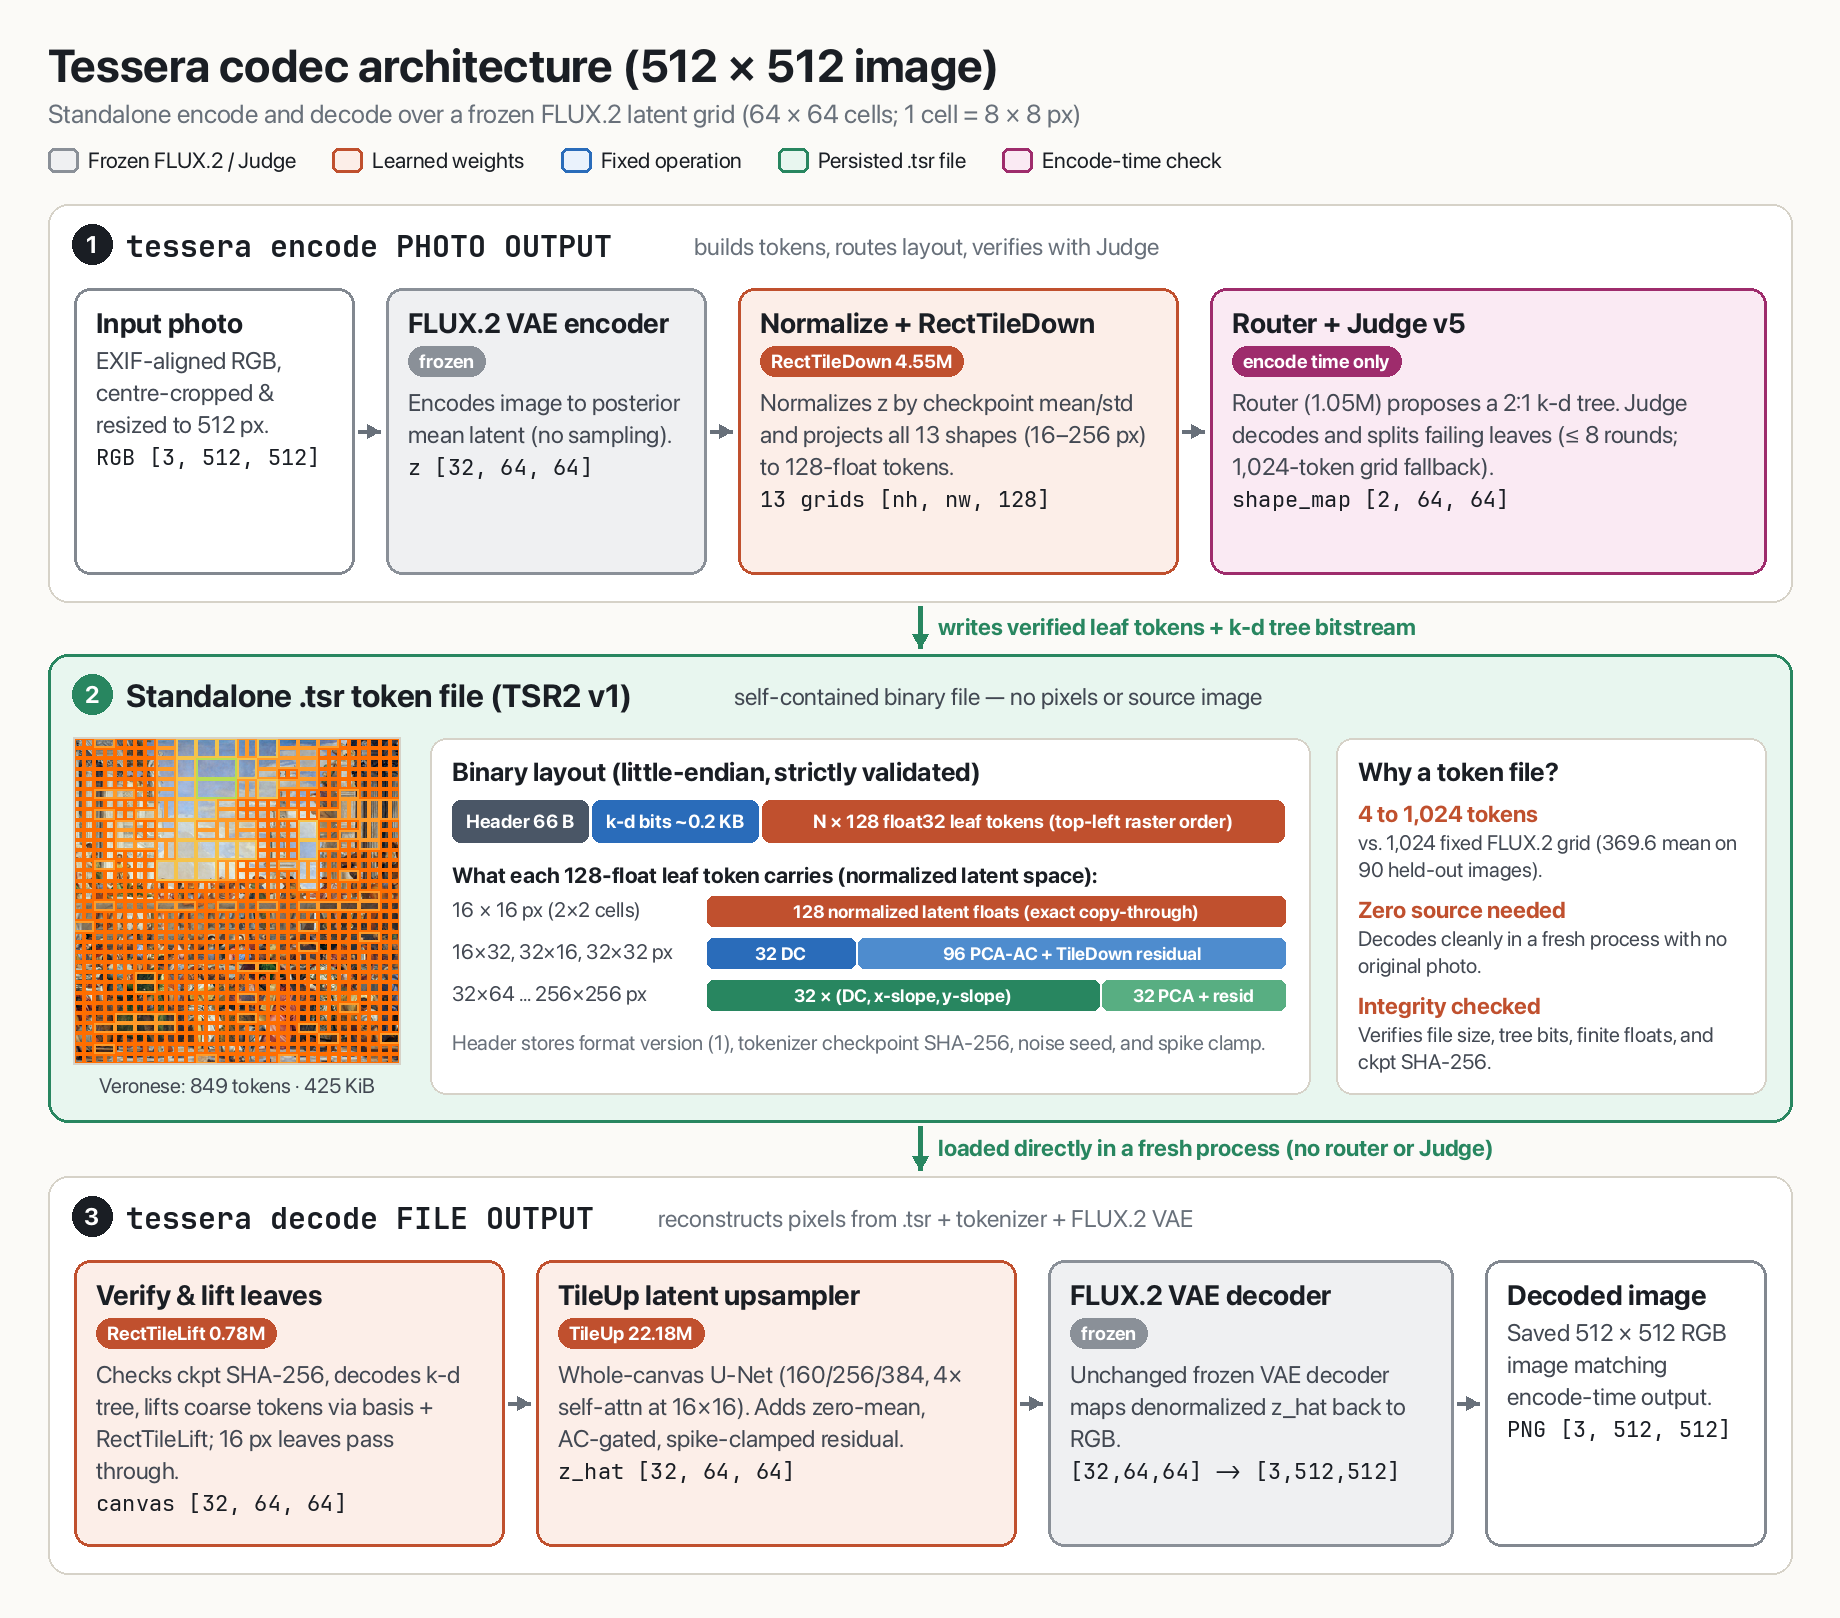 Tessera codec architecture (512 × 512 image)
Standalone encode and decode over a frozen FLUX.2 latent grid (64 × 64 cells; 1 cell = 8 × 8 px)
Frozen FLUX.2 / Judge
Learned weights
Fixed operation
Persisted .tsr file
Encode-time check
1 tessera encode PHOTO OUTPUT
builds tokens, routes layout, verifies with Judge
Input photo
EXIF-aligned RGB,
centre-cropped &
resized to 512 px.
RGB [3, 512, 512]
FLUX.2 VAE encoder
frozen
Encodes image to posterior
mean latent (no sampling).
z [32, 64, 64]
Normalize + RectTileDown
RectTileDown 4.55M
Normalizes z by checkpoint mean/std
and projects all 13 shapes (16–256 px)
to 128-float tokens.
13 grids [nh, nw, 128]
Router + Judge v5
encode time only
Router (1.05M) proposes a 2:1 k-d tree. Judge
decodes and splits failing leaves (≤ 8 rounds;
1,024-token grid fallback).
shape_map [2, 64, 64]
writes verified leaf tokens + k-d tree bitstream
2 Standalone .tsr token file (TSR2 v1)
self-contained binary file — no pixels or source image
Veronese: 849 tokens · 425 KiB
Binary layout (little-endian, strictly validated)
Header 66 B
k-d bits ~0.2 KB
N × 128 float32 leaf tokens (top-left raster order)
What each 128-float leaf token carries (normalized latent space):
16 × 16 px (2×2 cells)
128 normalized latent floats (exact copy-through)
16×32, 32×16, 32×32 px
32 DC
96 PCA-AC + TileDown residual
32×64 … 256×256 px
32 × (DC, x-slope, y-slope)
32 PCA + resid
Header stores format version (1), tokenizer checkpoint SHA-256, noise seed, and spike clamp.
Why a token file?
4 to 1,024 tokens
vs. 1,024 fixed FLUX.2 grid (369.6 mean on
90 held-out images).
Zero source needed
Decodes cleanly in a fresh process with no
original photo.
Integrity checked
Verifies file size, tree bits, finite floats, and
ckpt SHA-256.
loaded directly in a fresh process (no router or Judge)
3 tessera decode FILE OUTPUT
reconstructs pixels from .tsr + tokenizer + FLUX.2 VAE
Verify & lift leaves
RectTileLift 0.78M
Checks ckpt SHA-256, decodes k-d
tree, lifts coarse tokens via basis +
RectTileLift; 16 px leaves pass
through.
canvas [32, 64, 64]
TileUp latent upsampler
TileUp 22.18M
Whole-canvas U-Net (160/256/384, 4×
self-attn at 16×16). Adds zero-mean,
AC-gated, spike-clamped residual.
z_hat [32, 64, 64]
FLUX.2 VAE decoder
frozen
Unchanged frozen VAE decoder
maps denormalized z_hat back to
RGB.
[32,64,64] → [3,512,512]
Decoded image
Saved 512 × 512 RGB
image matching
encode-time output.
PNG [3, 512, 512]